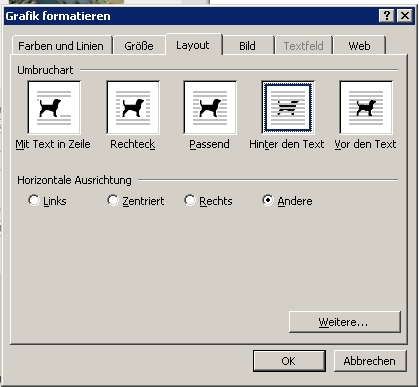 Grafik formatieren
Farben und Linien Größe Layout Bild Textfeld Web
Umbruchart
Mit Text in Zeile Rechteck Passend Hinter den Text Vor den Text
Horizontale Ausrichtung
Links Zentriert Rechts Andere
Weitere...
OK Abbrechen